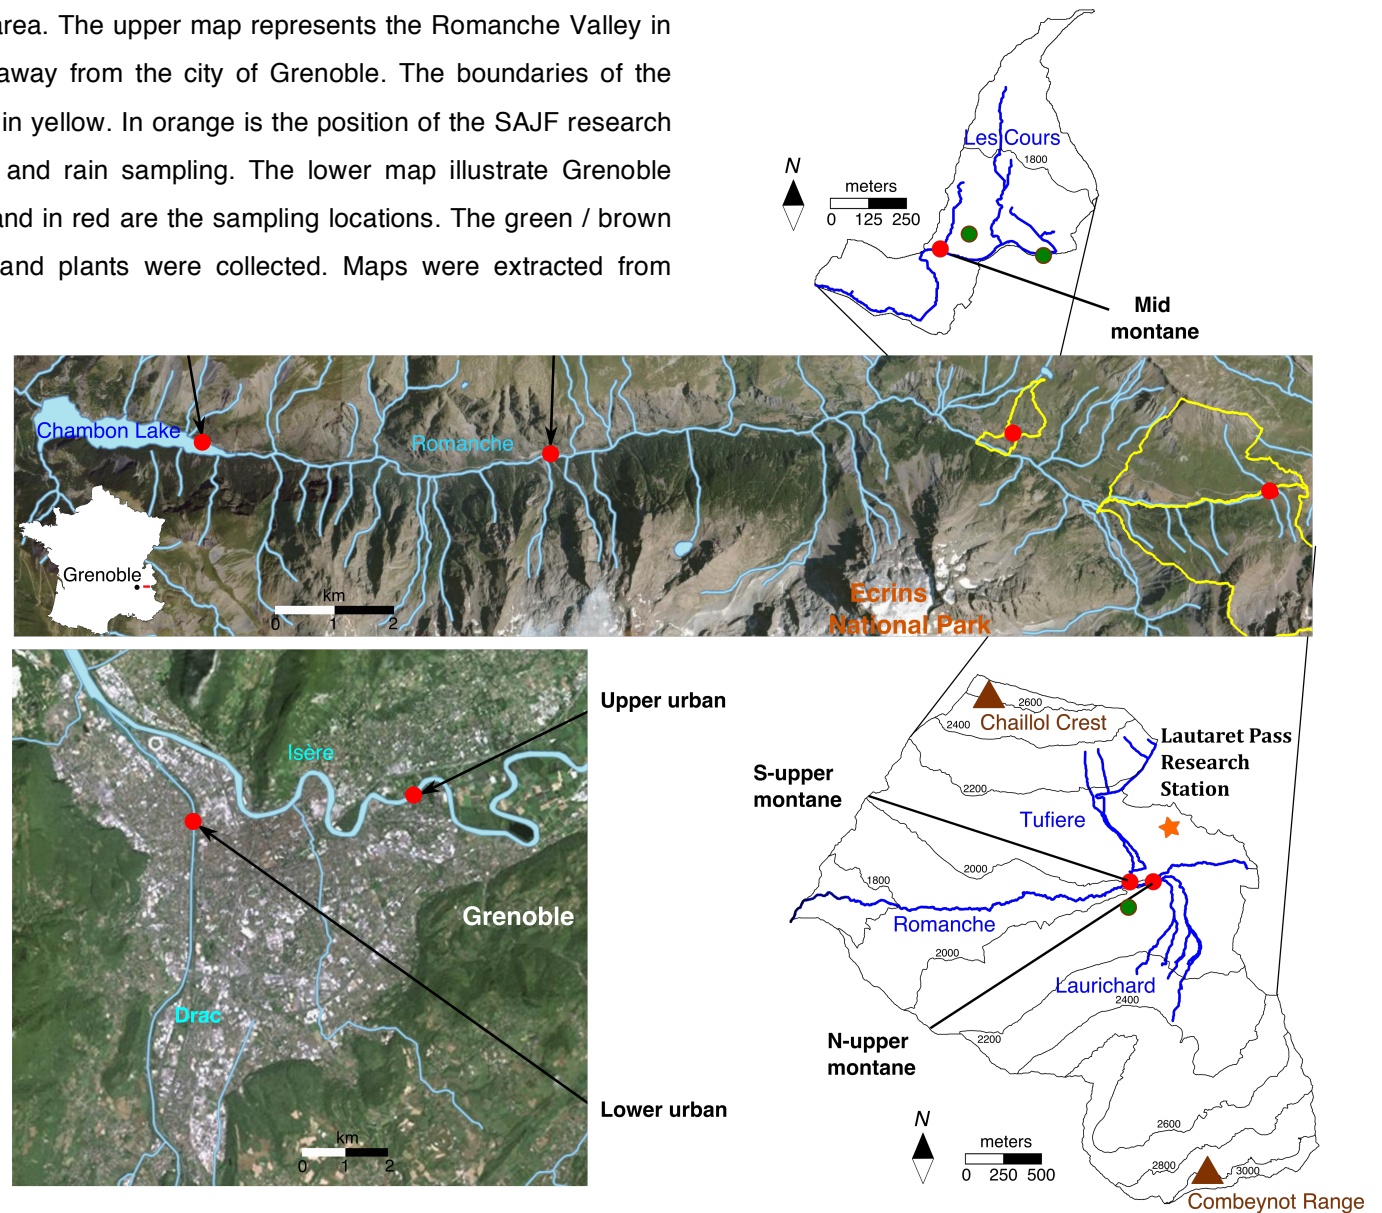 area. The upper map represents the Romanche Valley in
away from the city of Grenoble. The boundaries of the
in yellow. In orange is the position of the SAJF research
and rain sampling. The lower map illustrate Grenoble
and in red are the sampling locations. The green / brown
and plants were collected. Maps were extracted from
Les Cours
1800
N
meters
0 125 250
Mid
montane
Chambon Lake
Romanche
Grenoble
km
0 1 2
Ecrins
National Park
Upper urban
Isère
Grenoble
Drac
Lower urban
km
0 1 2
2600
Chaillol Crest
2400
Lautaret Pass
Research
Station
S-upper
montane
2200
Tufiere
2000
1800
Romanche
2000
Laurichard
2400
N-upper
montane
2200
N
meters
0 250 500
2600
2800
3000
Combeynot Range